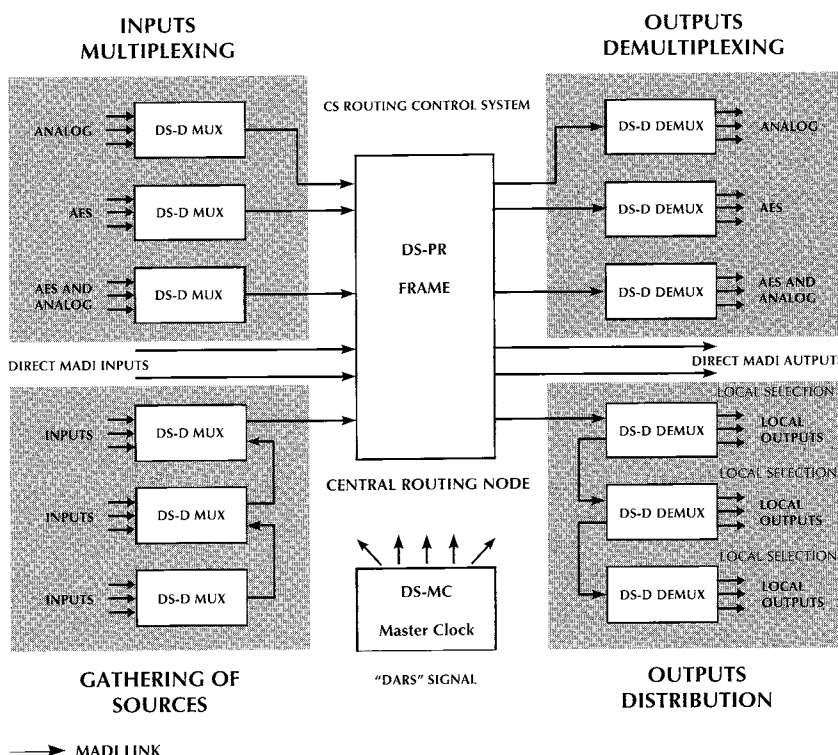 INPUTS
MULTIPLEXING
OUTPUTS
DEMULTIPLEXING
CS ROUTING CONTROL SYSTEM
ANALOG
DS-D MUX
AES
DS-D MUX
AES AND
ANALOG
DS-D MUX
DS-PR
FRAME
DS-D DEMUX
ANALOG
DS-D DEMUX
AES
DS-D DEMUX
AES AND
ANALOG
DIRECT MADI INPUTS
DIRECT MADI AUTPUTS
INPUTS
DS-D MUX
INPUTS
DS-D MUX
INPUTS
DS-D MUX
CENTRAL ROUTING NODE
LOCAL SELECTION
DS-D DEMUX
LOCAL
OUTPUTS
LOCAL SELECTION
DS-D DEMUX
LOCAL
OUTPUTS
LOCAL SELECTION
DS-D DEMUX
LOCAL
OUTPUTS
DS-MC
Master Clock
"DARS" SIGNAL
GATHERING OF
SOURCES
OUTPUTS
DISTRIBUTION
MADI LINK